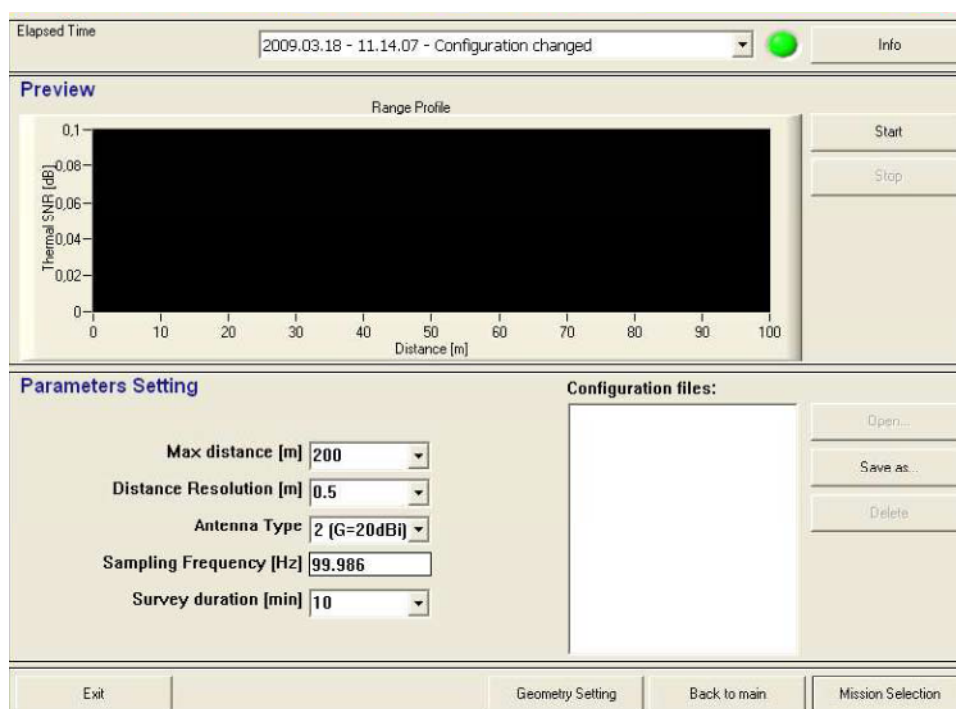 Elapsed Time
2009.03.18 - 11.14.07 - Configuration changed
Info
Preview
Range Profile
Thermal SNR [dB]
0,1
0,08
0,06
0,04
0,02
0
0 10 20 30 40 50 60 70 80 90 100
Distance [m]
Start
Stop
Parameters Setting
Max distance [m] 200
Distance Resolution [m] 0.5
Antenna Type 2 (G=20dBi)
Sampling Frequency [Hz] 99.986
Survey duration [min] 10
Configuration files:
Open...
Save as...
Delete
Exit
Geometry Setting
Back to main
Mission Selection